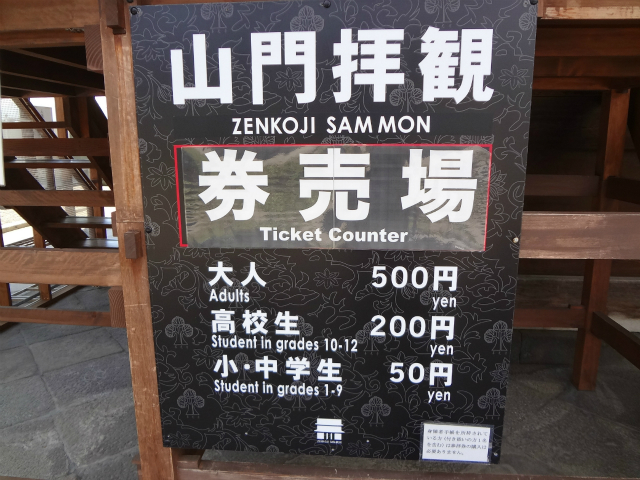 山門拝観
ZENKOJI SAMMON
券売場
Ticket Counter
大人 500円
Adults yen
高校生 200円
Student in grades 10-12 yen
小・中学生 50円
Student in grades 1-9 yen